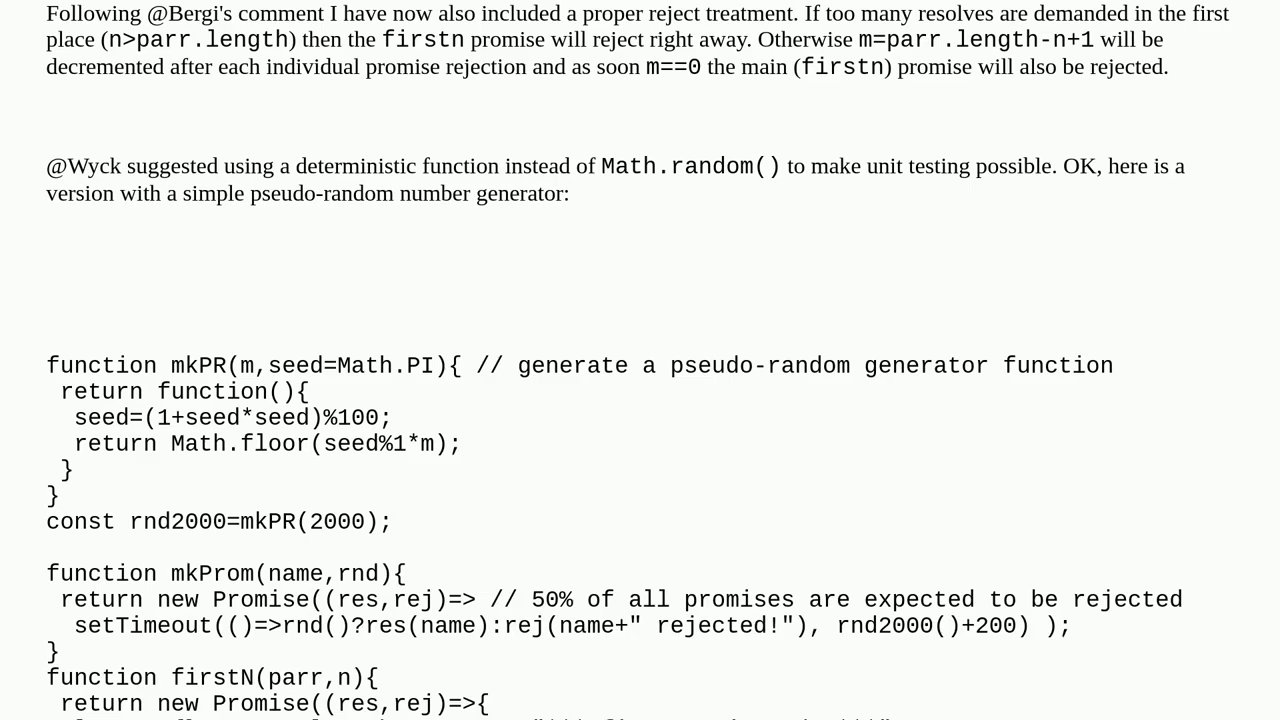 Following @Bergi's comment I have now also included a proper reject treatment. If too many resolves are demanded in the first
place (n>parr.length) then the firstn promise will reject right away. Otherwise m=parr.length-n+1 will be
decremented after each individual promise rejection and as soon m==0 the main (firstn) promise will also be rejected.
@Wyck suggested using a deterministic function instead of Math.random() to make unit testing possible. OK, here is a
version with a simple pseudo-random number generator:
function mkPR(m,seed=Math.PI){ // generate a pseudo-random generator function
 return function(){
  seed=(1+seed*seed)%100;
  return Math.floor(seed%1*m);
 }
}
const rnd2000=mkPR(2000);
function mkProm(name,rnd){
 return new Promise((res,rej)=> // 50% of all promises are expected to be rejected
  setTimeout(()=>rnd()?res(name):rej(name+" rejected!"), rnd2000()+200) );
}
function firstN(parr,n){
 return new Promise((res,rej)=>{